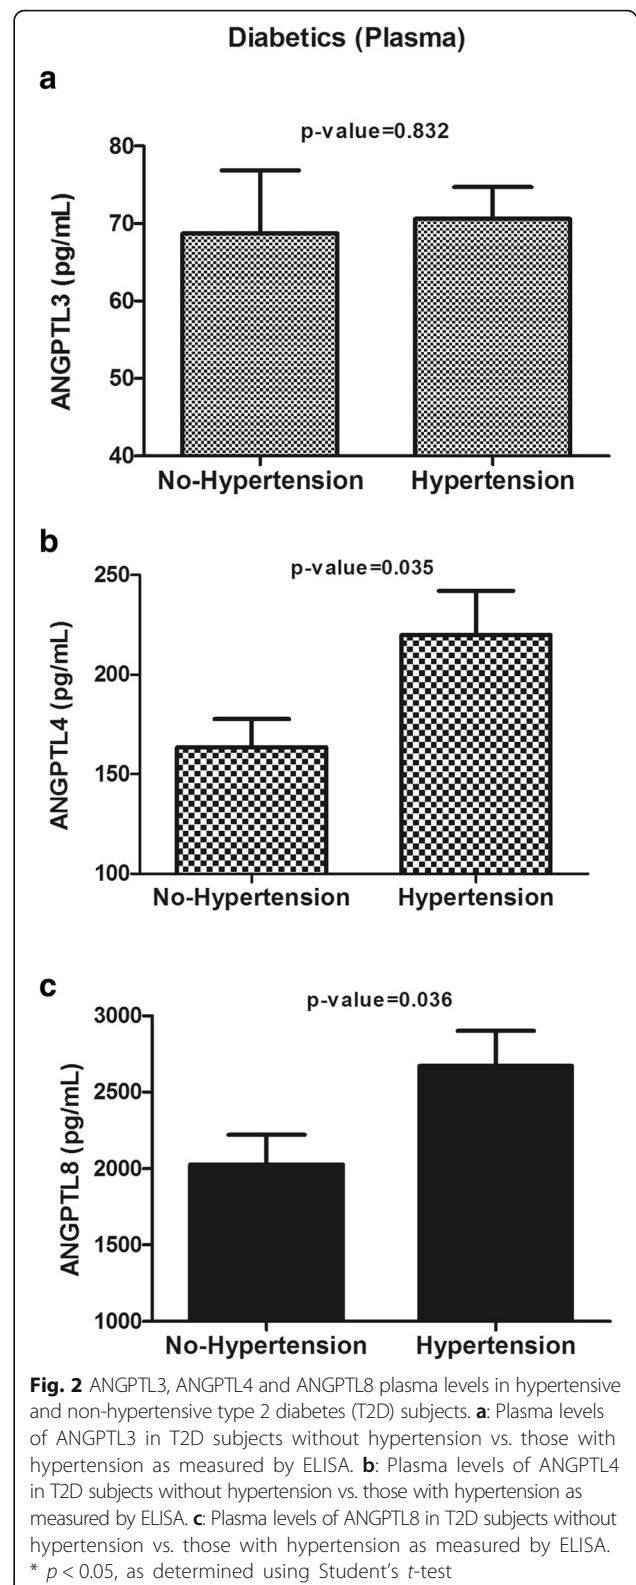 Diabetics (Plasma)
a
p-value=0.832
ANGPTL3 (pg/mL)
80
70
60
50
40
No-Hypertension Hypertension
b
p-value=0.035
ANGPTL4 (pg/mL)
250
200
150
100
No-Hypertension Hypertension
c
p-value=0.036
ANGPTL8 (pg/mL)
3000
2500
2000
1500
1000
No-Hypertension Hypertension
Fig. 2 ANGPTL3, ANGPTL4 and ANGPTL8 plasma levels in hypertensive
and non-hypertensive type 2 diabetes (T2D) subjects. a: Plasma levels
of ANGPTL3 in T2D subjects without hypertension vs. those with
hypertension as measured by ELISA. b: Plasma levels of ANGPTL4
in T2D subjects without hypertension vs. those with hypertension as
measured by ELISA. c: Plasma levels of ANGPTL8 in T2D subjects without
hypertension vs. those with hypertension as measured by ELISA.
* p < 0.05, as determined using Student's t-test